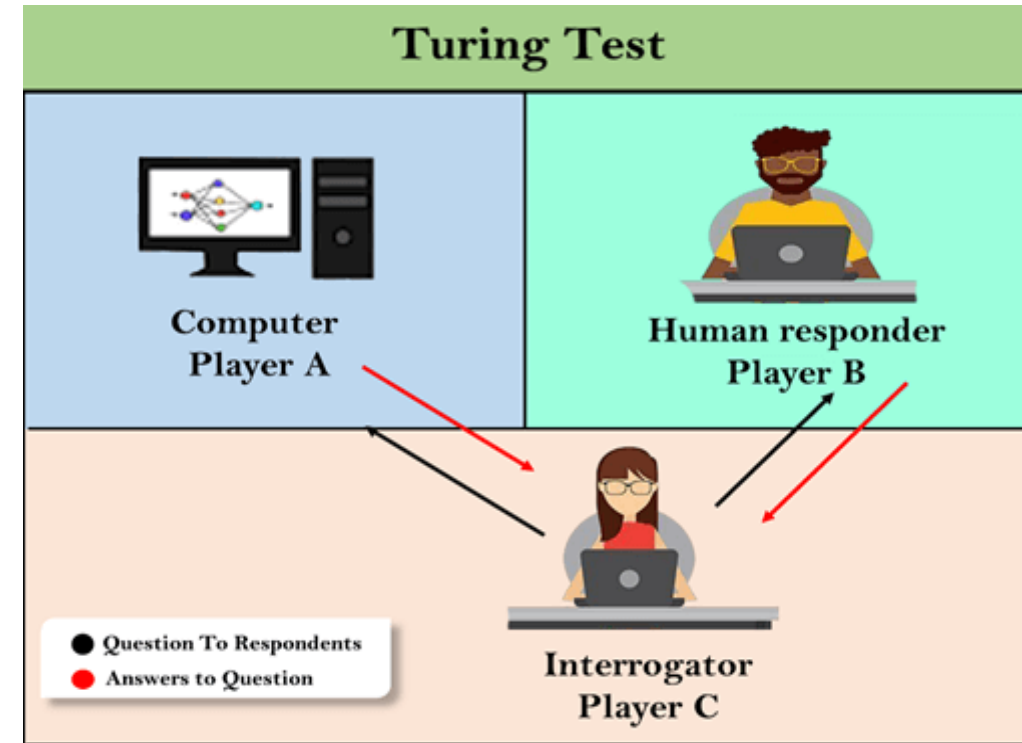 Turing Test
Computer
Player A
Human responder
Player B
Question To Respondents
Answers to Question
Interrogator
Player C